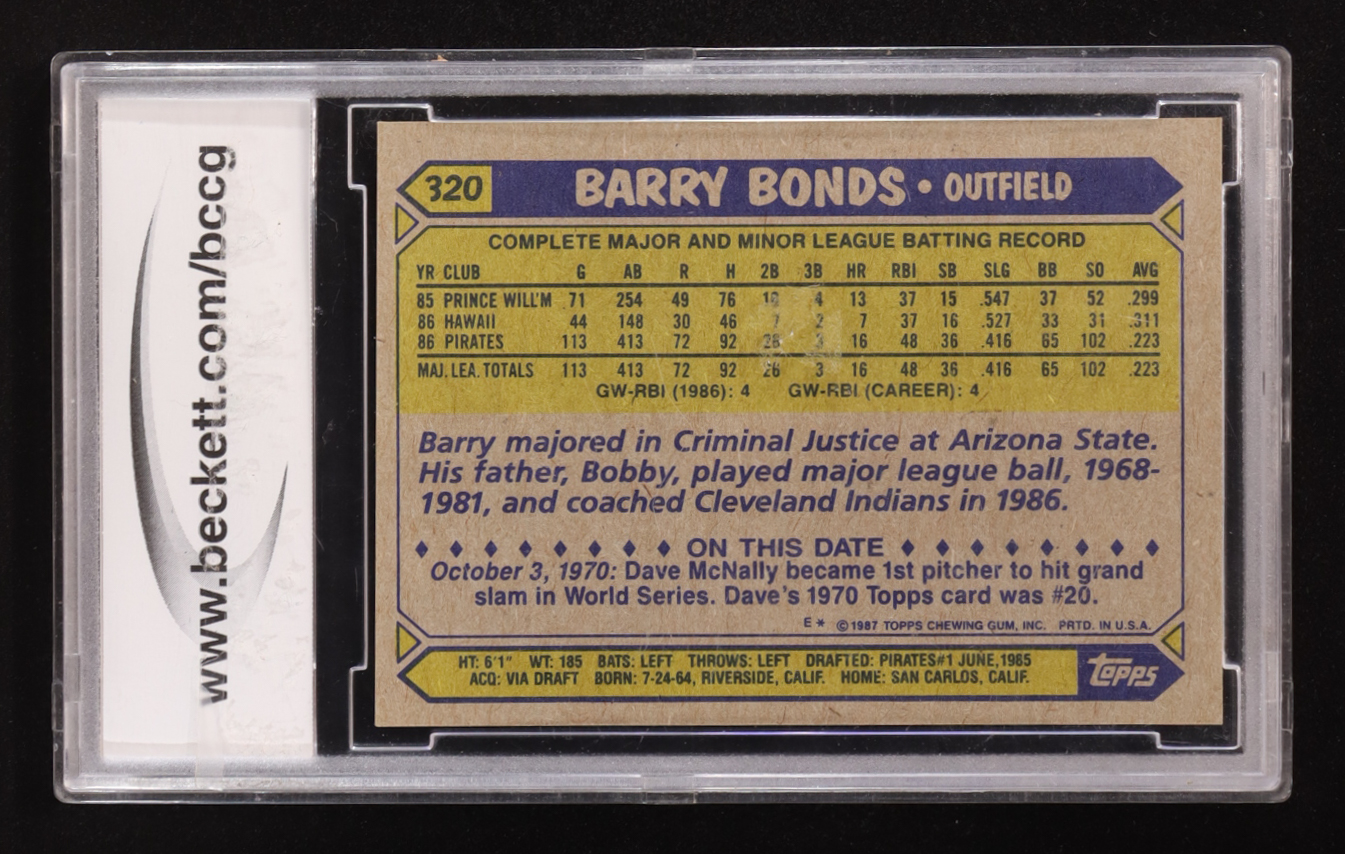 www.beckett.com/bccg
320 BARRY BONDS • OUTFIELD
COMPLETE MAJOR AND MINOR LEAGUE BATTING RECORD
YR CLUB G AB R H 2B 3B HR RBI SB SLG BB SO AVG
85 PRINCE WILL'M 71 254 49 76 4 13 37 15 .547 37 52 .299
86 HAWAII 44 148 30 46 7 2 7 37 16 .527 33 31 .311
86 PIRATES 113 413 72 92 26 3 16 48 36 .416 65 102 .223
MAJ. LEA. TOTALS 113 413 72 92 26 3 16 48 36 .416 65 102 .223
GW-RBI (1986): 4 GW-RBI (CAREER): 4
Barry majored in Criminal Justice at Arizona State.
His father, Bobby, played major league ball, 1968-
1981, and coached Cleveland Indians in 1986.
ON THIS DATE
October 3, 1970: Dave McNally became 1st pitcher to hit grand
slam in World Series. Dave's 1970 Topps card was #20.
E* ©1987 TOPPS CHEWING GUM, INC. PRTD. IN U.S.A.
HT: 6'1" WT: 185 BATS: LEFT THROWS: LEFT DRAFTED: PIRATES#1 JUNE,1985
ACQ: VIA DRAFT BORN: 7-24-64, RIVERSIDE, CALIF. HOME: SAN CARLOS, CALIF.
topps